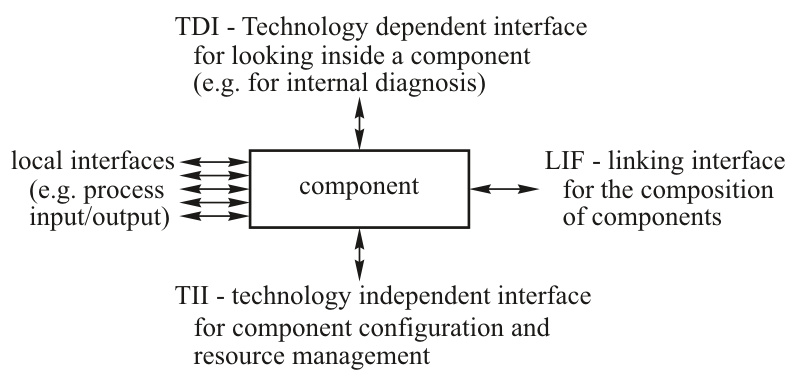 TDI - Technology dependent interface
for looking inside a component
(e.g. for internal diagnosis)
local interfaces
(e.g. process
input/output)
component
LIF - linking interface
for the composition
of components
TII - technology independent interface
for component configuration and
resource management